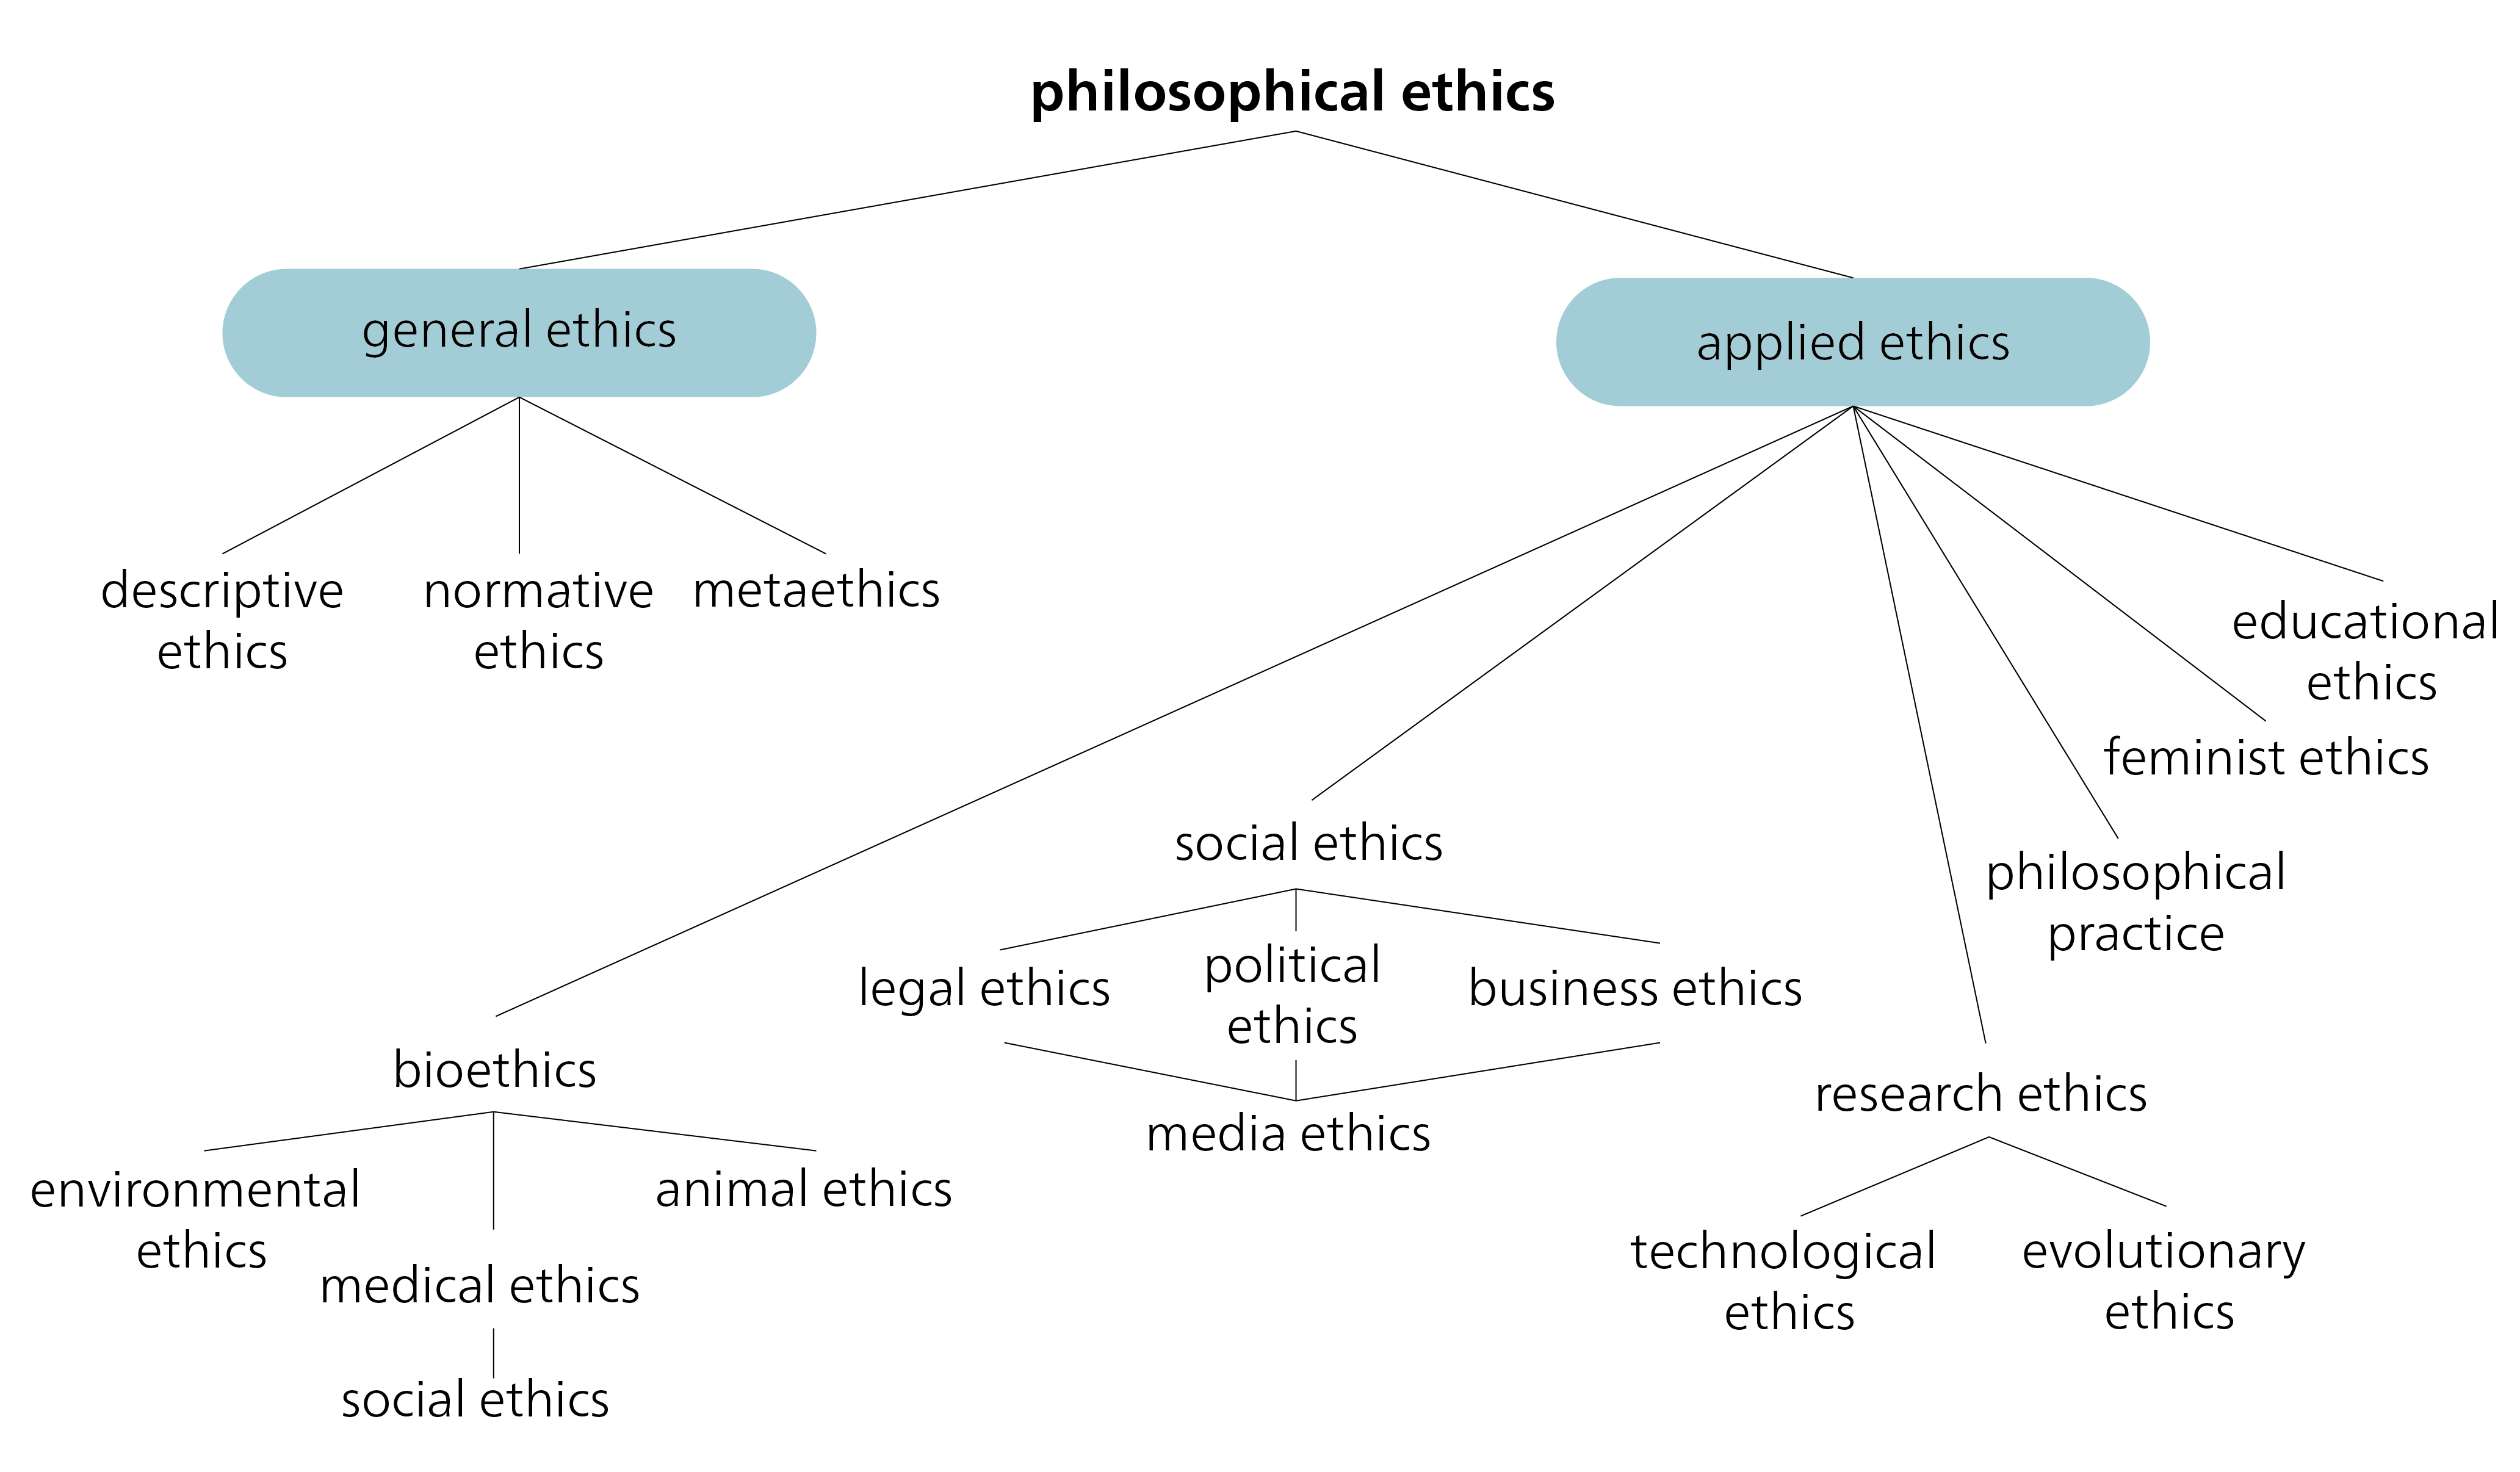 philosophical ethics
general ethics
applied ethics
descriptive
ethics
normative
ethics
metaethics
educational
ethics
feminist ethics
social ethics
philosophical
practice
legal ethics
political
ethics
business ethics
bioethics
research ethics
media ethics
environmental
ethics
animal ethics
medical ethics
technological
ethics
evolutionary
ethics
social ethics